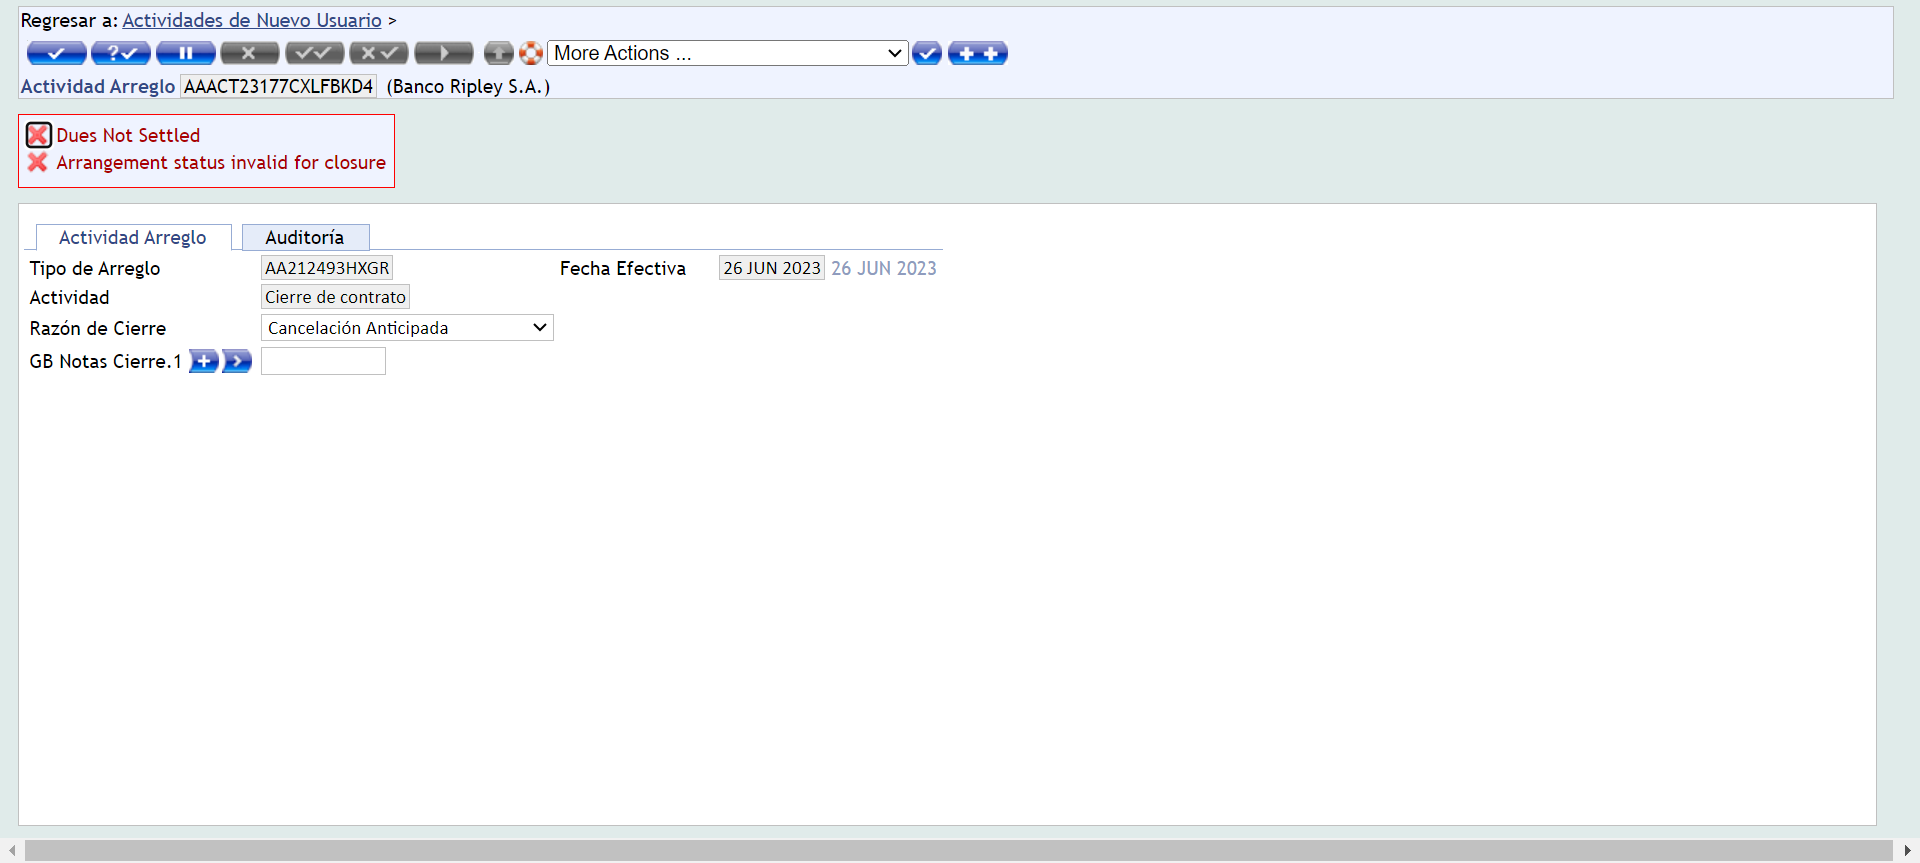 Regresar a: Actividades de Nuevo Usuario >
More Actions ...
Actividad Arreglo AAACT23177CXLFBKD4 (Banco Ripley S.A.)
Dues Not Settled
Arrangement status invalid for closure
Actividad Arreglo Auditoría
Tipo de Arreglo AA212493HXGR Fecha Efectiva 26 JUN 2023 26 JUN 2023
Actividad Cierre de contrato
Razón de Cierre Cancelación Anticipada
GB Notas Cierre.1